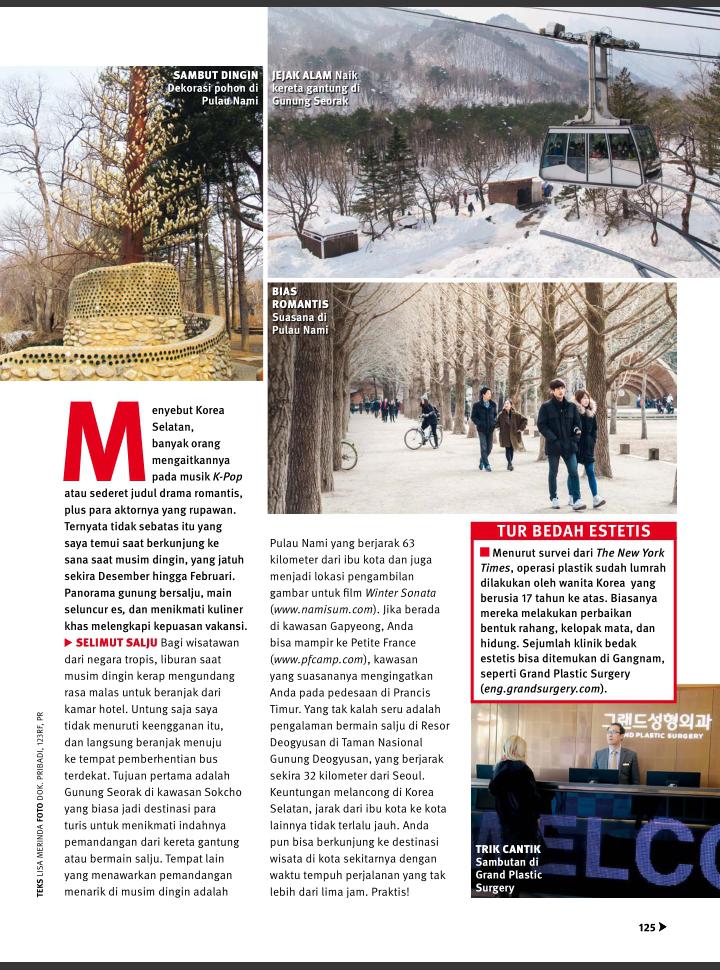 SAMBUT DINGIN
Dekorasi pohon di
Pulau Nami
JEJAK ALAM Naik
kereta gantung di
Gunung Seorak
BIAS
ROMANTIS
Suasana di
Pulau Nami
Menyebut Korea
Selatan,
banyak orang
mengaitkannya
pada musik K-Pop
atau sederet judul drama romantis,
plus para aktornya yang rupawan.
Ternyata tidak sebatas itu yang
saya temui saat berkunjung ke
sana saat musim dingin, yang jatuh
sekira Desember hingga Februari.
Panorama gunung bersalju, main
seluncur es, dan menikmati kuliner
khas melengkapi kepuasan vakansi.
▶ SELIMUT SALJU Bagi wisatawan
dari negara tropis, liburan saat
musim dingin kerap mengundang
rasa malas untuk beranjak dari
kamar hotel. Untung saja saya
tidak menuruti keengganan itu,
dan langsung beranjak menuju
ke tempat pemberhentian bus
terdekat. Tujuan pertama adalah
Gunung Seorak di kawasan Sokcho
yang biasa jadi destinasi para
turis untuk menikmati indahnya
pemandangan dari kereta gantung
atau bermain salju. Tempat lain
yang menawarkan pemandangan
menarik di musim dingin adalah
Pulau Nami yang berjarak 63
kilometer dari ibu kota dan juga
menjadi lokasi pengambilan
gambar untuk film Winter Sonata
(www.namisum.com). Jika berada
di kawasan Gapyeong, Anda
bisa mampir ke Petite France
(www.pfcamp.com), kawasan
yang suasananya mengingatkan
Anda pada pedesaan di Prancis
Timur. Yang tak kalah seru adalah
pengalaman bermain salju di Resor
Deogyusan di Taman Nasional
Gunung Deogyusan, yang berjarak
sekira 32 kilometer dari Seoul.
Keuntungan melancong di Korea
Selatan, jarak dari ibu kota ke kota
lainnya tidak terlalu jauh. Anda
pun bisa berkunjung ke destinasi
wisata di kota sekitarnya dengan
waktu tempuh perjalanan yang tak
lebih dari lima jam. Praktis!
TUR BEDAH ESTETIS
■ Menurut survei dari The New York
Times, operasi plastik sudah lumrah
dilakukan oleh wanita Korea yang
berusia 17 tahun ke atas. Biasanya
mereka melakukan perbaikan
bentuk rahang, kelopak mata, dan
hidung. Sejumlah klinik bedah
estetis bisa ditemukan di Gangnam,
seperti Grand Plastic Surgery
(eng.grandsurgery.com).
그랜드성형외과
GRAND PLASTIC SURGERY
WELCO
TRIK CANTIK
Sambutan di
Grand Plastic
Surgery
TEKS LISA MERINDA FOTO DOK. PRIBADI, 123RF, PR
125